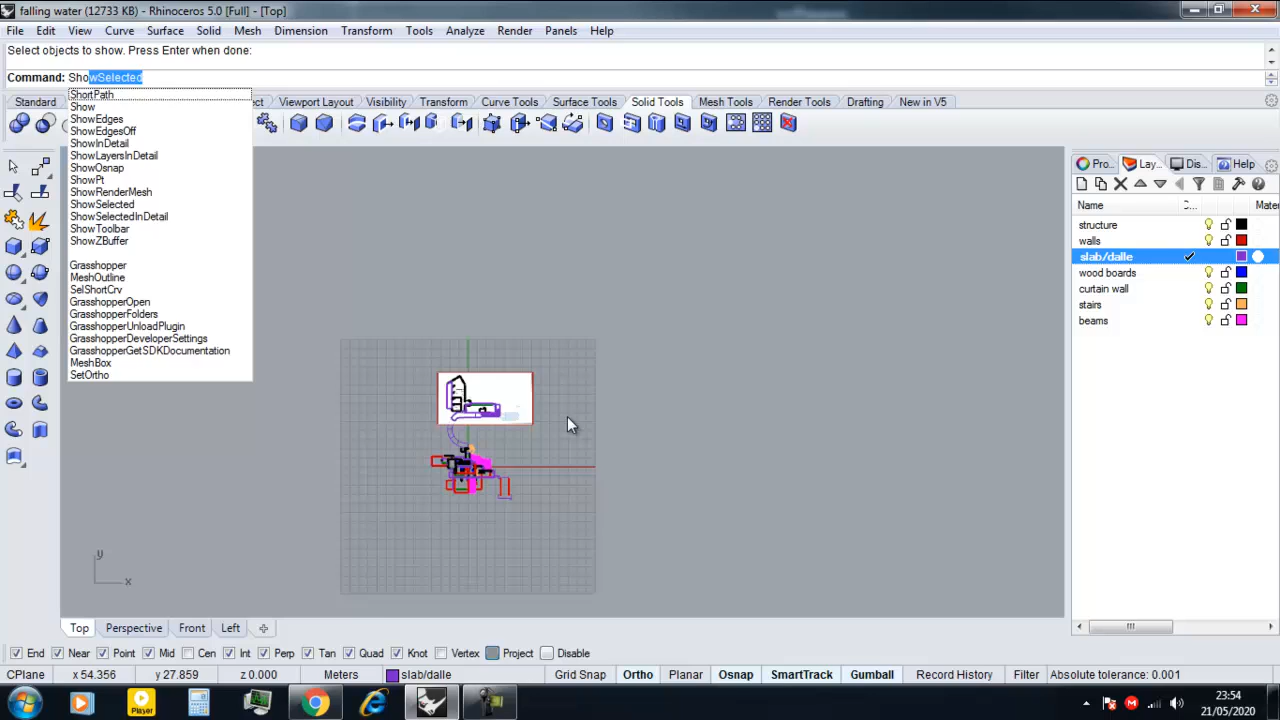 falling water (12733 KB) - Rhinoceros 5.0 [Full] - [Top]
File Edit View Curve Surface Solid Mesh Dimension Transform Tools Analyze Render Panels Help
Select objects to show. Press Enter when done:
Command: ShowSelected
Standard ect Viewport Layout Visibility Transform Curve Tools Surface Tools Solid Tools Mesh Tools Render Tools Drafting New in V5
ShortPath
Show
ShowEdges
ShowEdgesOff
ShowInDetail
ShowLayersInDetail
ShowOsnap
ShowPt
ShowRenderMesh
ShowSelected
ShowSelectedInDetail
ShowToolbar
ShowZBuffer
Grasshopper
MeshOutline
SelShortCrv
GrasshopperOpen
GrasshopperFolders
GrasshopperUnloadPlugin
GrasshopperDeveloperSettings
GrasshopperGetSDKDocumentation
MeshBox
SetOrtho
Pro... Lay... Dis... Help
Name C... Mater
structure
walls
slab/dalle
wood boards
curtain wall
stairs
beams
y
x
Top Perspective Front Left
End Near Point Mid Cen Int Perp Tan Quad Knot Vertex Project Disable
CPlane x 54.356 y 27.859 z 0.000 Meters slab/dalle Grid Snap Ortho Planar Osnap SmartTrack Gumball Record History Filter Absolute tolerance: 0.001
Player
23:54
21/05/2020